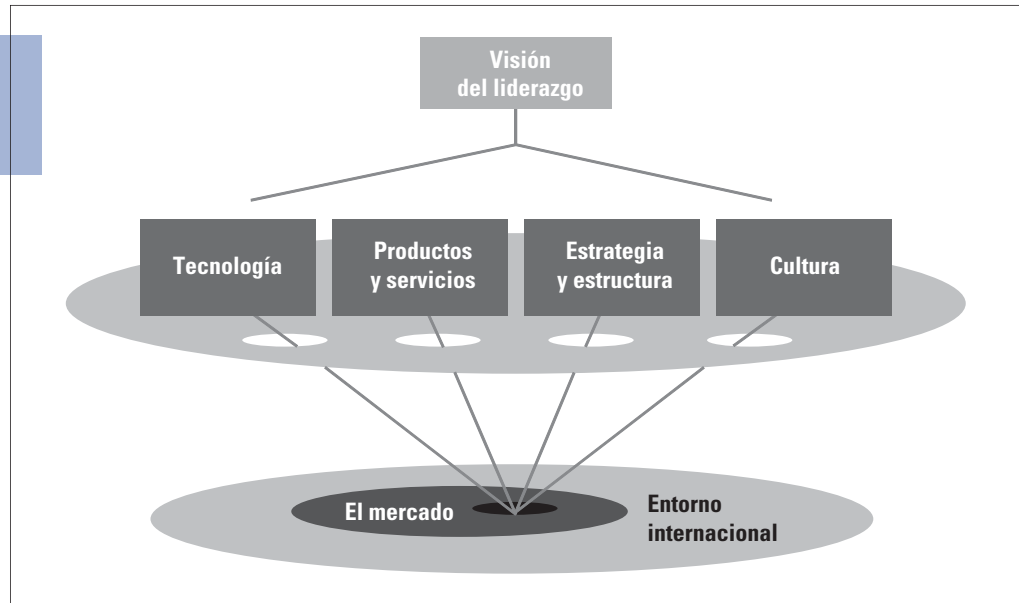 Visión
del liderazgo
Tecnología
Productos
y servicios
Estrategia
y estructura
Cultura
El mercado
Entorno
internacional